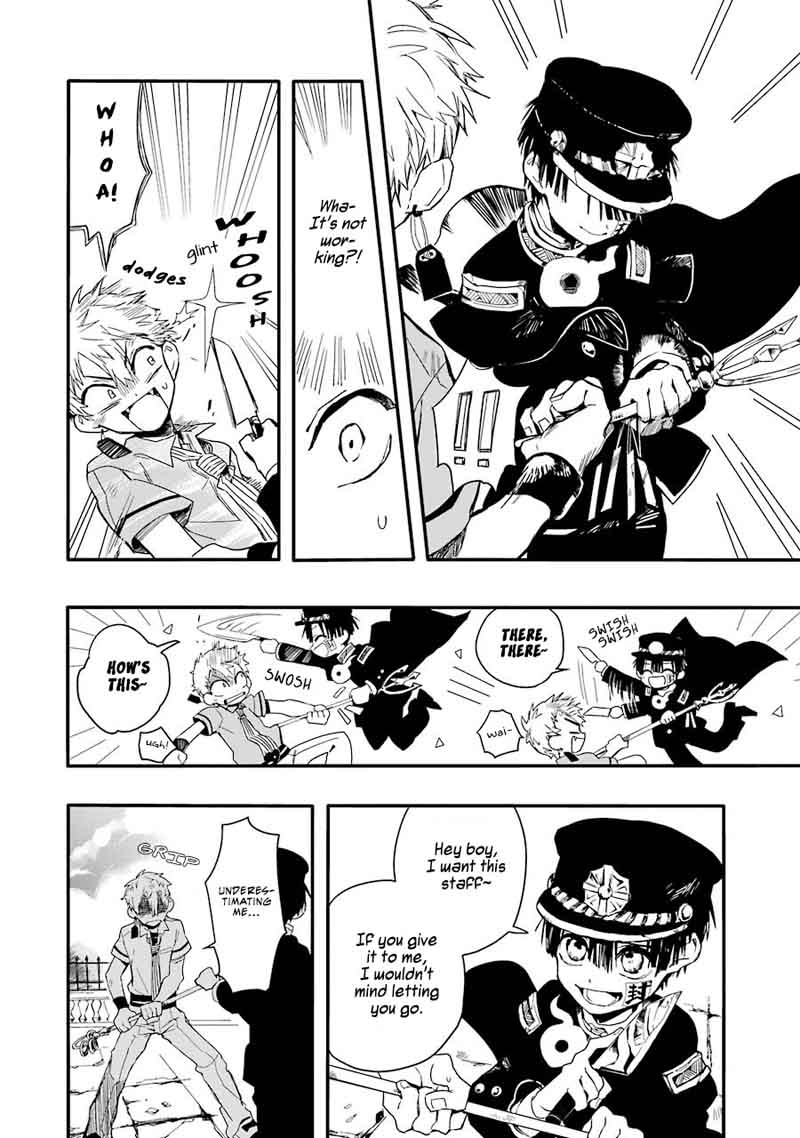 Wha-
It's not
wor-
king?!
WHOOSH
glint
dodges
WHOA!
SWISH
SWISH
THERE,
THERE~
wai~
SWOSH
HOW'S
THIS~
ugh!
Hey boy,
I want this
staff~
If you give
it to me,
I wouldn't
mind letting
you go.
UNDERES-
TIMATING
ME...
GRIP